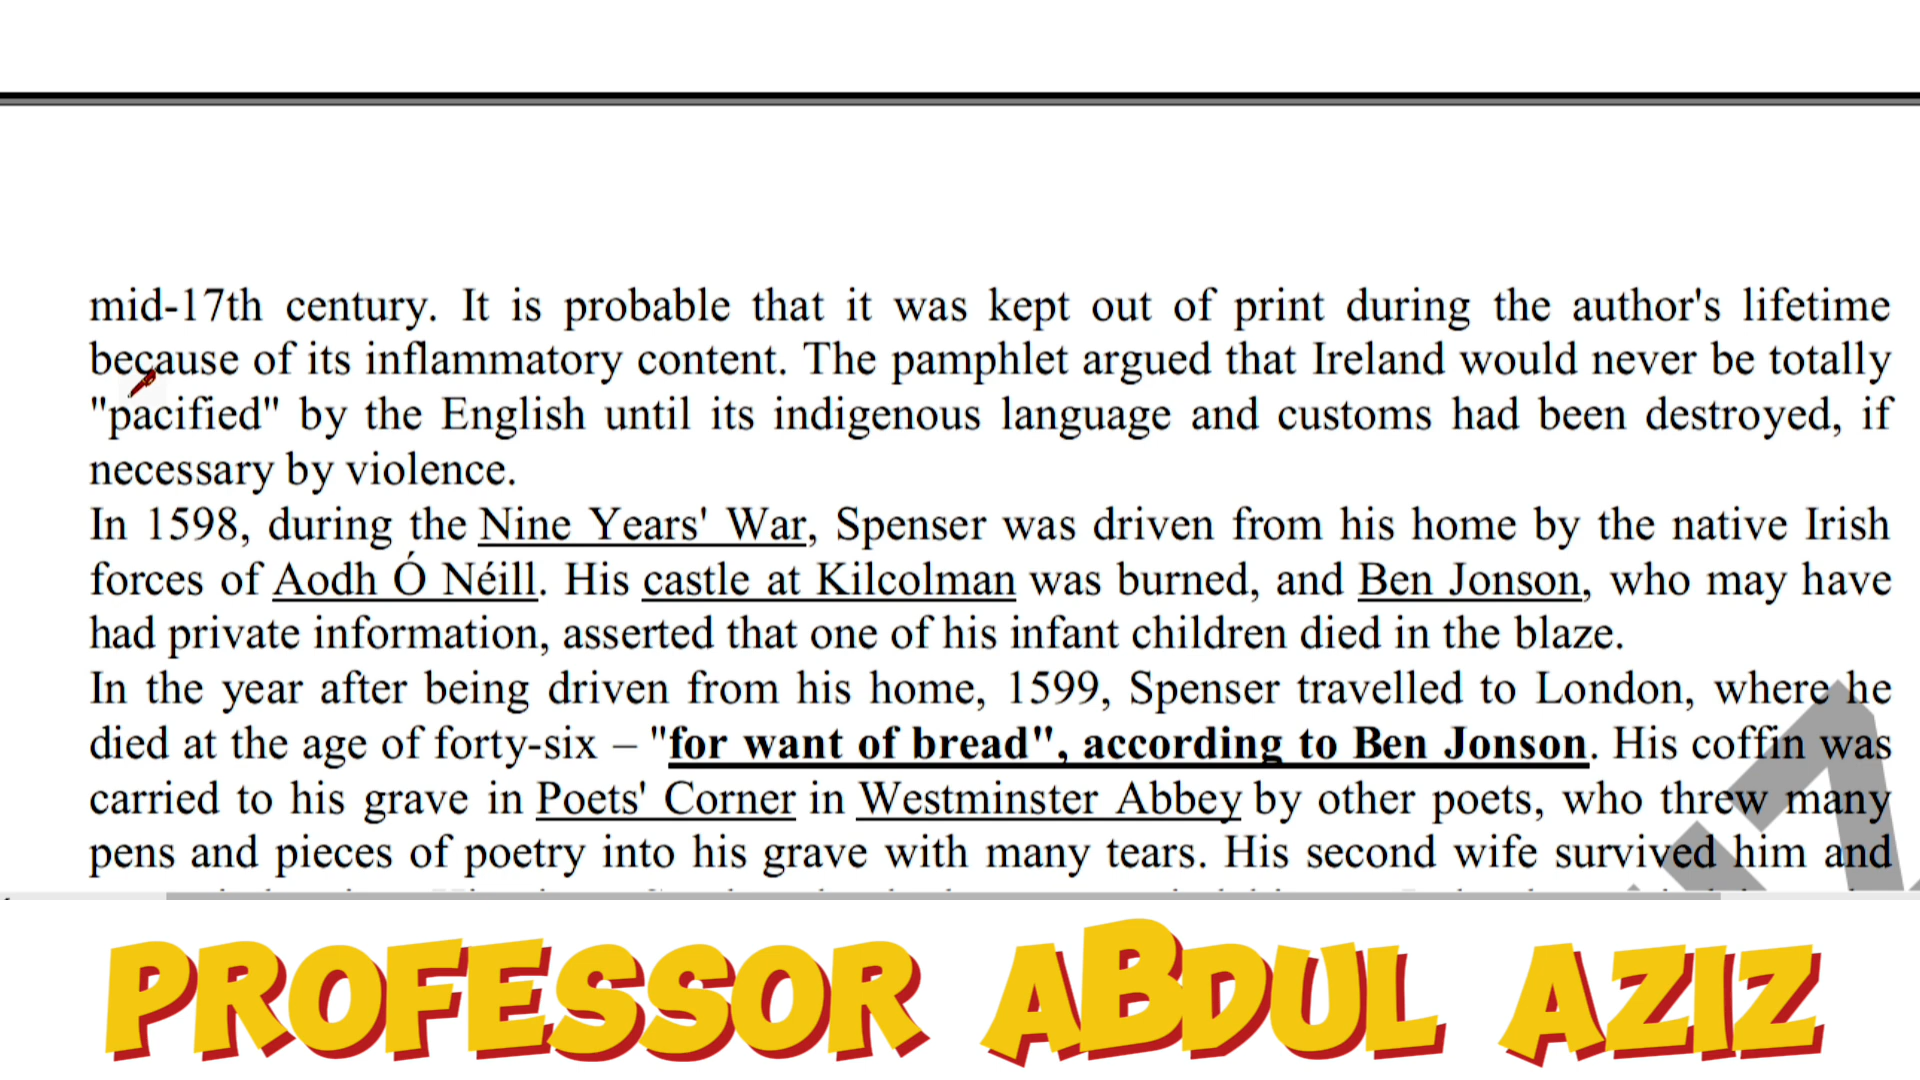 mid-17th century. It is probable that it was kept out of print during the author's lifetime
because of its inflammatory content. The pamphlet argued that Ireland would never be totally
"pacified" by the English until its indigenous language and customs had been destroyed, if
necessary by violence.
In 1598, during the Nine Years' War, Spenser was driven from his home by the native Irish
forces of Aodh Ó Néill. His castle at Kilcolman was burned, and Ben Jonson, who may have
had private information, asserted that one of his infant children died in the blaze.
In the year after being driven from his home, 1599, Spenser travelled to London, where he
died at the age of forty-six – "for want of bread", according to Ben Jonson. His coffin was
carried to his grave in Poets' Corner in Westminster Abbey by other poets, who threw many
pens and pieces of poetry into his grave with many tears. His second wife survived him and
PROFESSOR ABDUL AZIZ